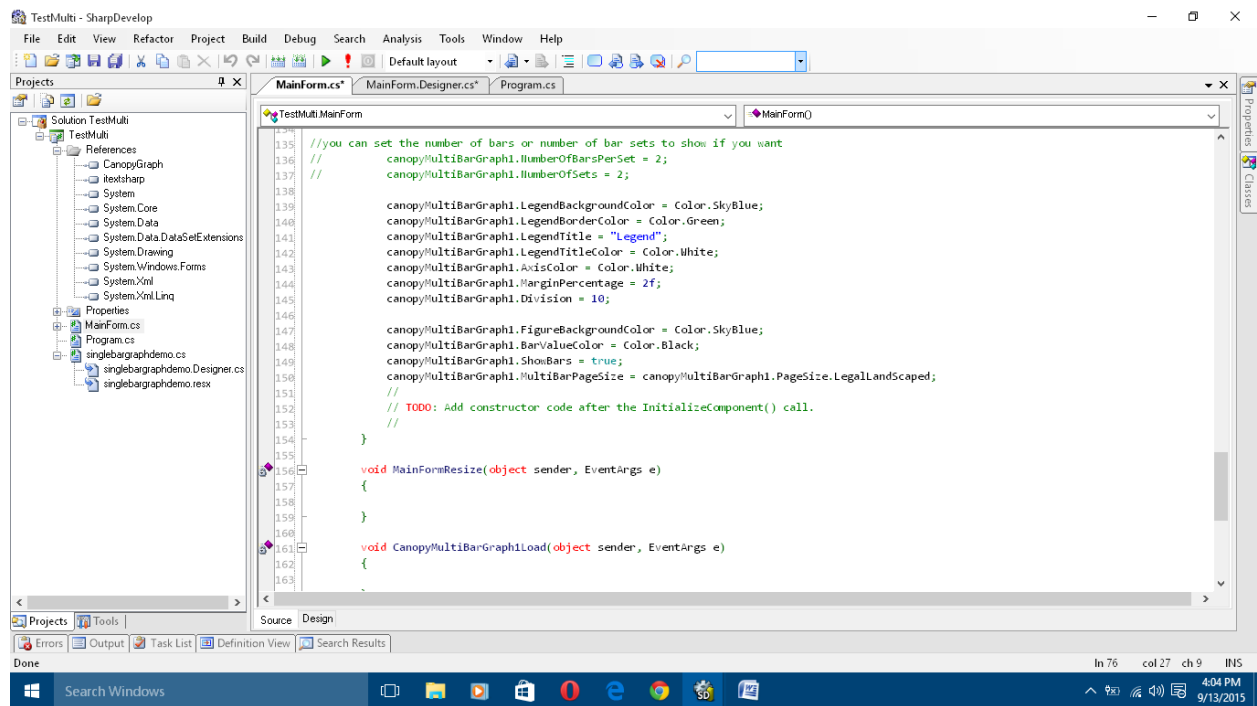 TestMulti - SharpDevelop
File Edit View Refactor Project Build Debug Search Analysis Tools Window Help
Default layout
Projects
MainForm.cs* MainForm.Designer.cs* Program.cs
TestMulti.MainForm MainForm()
Solution TestMulti
TestMulti
References
CanopyGraph
itextsharp
System
System.Core
System.Data
System.Data.DataSetExtensions
System.Drawing
System.Windows.Forms
System.Xml
System.Xml.Linq
Properties
MainForm.cs
Program.cs
singlebargraphdemo.cs
singlebargraphdemo.Designer.cs
singlebargraphdemo.resx
134
135 //you can set the number of bars or number of bar sets to show if you want
136 // canopyMultiBarGraph1.NumberOfBarsPerSet = 2;
137 // canopyMultiBarGraph1.NumberOfSets = 2;
138
139 canopyMultiBarGraph1.LegendBackgroundColor = Color.SkyBlue;
140 canopyMultiBarGraph1.LegendBorderColor = Color.Green;
141 canopyMultiBarGraph1.LegendTitle = "Legend";
142 canopyMultiBarGraph1.LegendTitleColor = Color.White;
143 canopyMultiBarGraph1.AxisColor = Color.White;
144 canopyMultiBarGraph1.MarginPercentage = 2f;
145 canopyMultiBarGraph1.Division = 10;
146
147 canopyMultiBarGraph1.FigureBackgroundColor = Color.SkyBlue;
148 canopyMultiBarGraph1.BarValueColor = Color.Black;
149 canopyMultiBarGraph1.ShowBars = true;
150 canopyMultiBarGraph1.MultiBarPageSize = canopyMultiBarGraph1.PageSize.LegalLandScaped;
151 //
152 // TODO: Add constructor code after the InitializeComponent() call.
153 //
154 }
155
156 void MainFormResize(object sender, EventArgs e)
157 {
158
159 }
160
161 void CanopyMultiBarGraph1Load(object sender, EventArgs e)
162 {
163
Properties
Classes
Projects Tools
Source Design
Errors Output Task List Definition View Search Results
Done ln 76 col 27 ch 9 INS
Search Windows
4:04 PM
9/13/2015